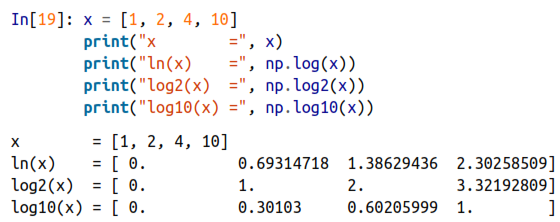 In[19]: x = [1, 2, 4, 10]
        print("x        =", x)
        print("ln(x)    =", np.log(x))
        print("log2(x)  =", np.log2(x))
        print("log10(x) =", np.log10(x))
x        = [1, 2, 4, 10]
ln(x)    = [ 0.          0.69314718  1.38629436  2.30258509]
log2(x)  = [ 0.          1.          2.          3.32192809]
log10(x) = [ 0.          0.30103     0.60205999  1.        ]